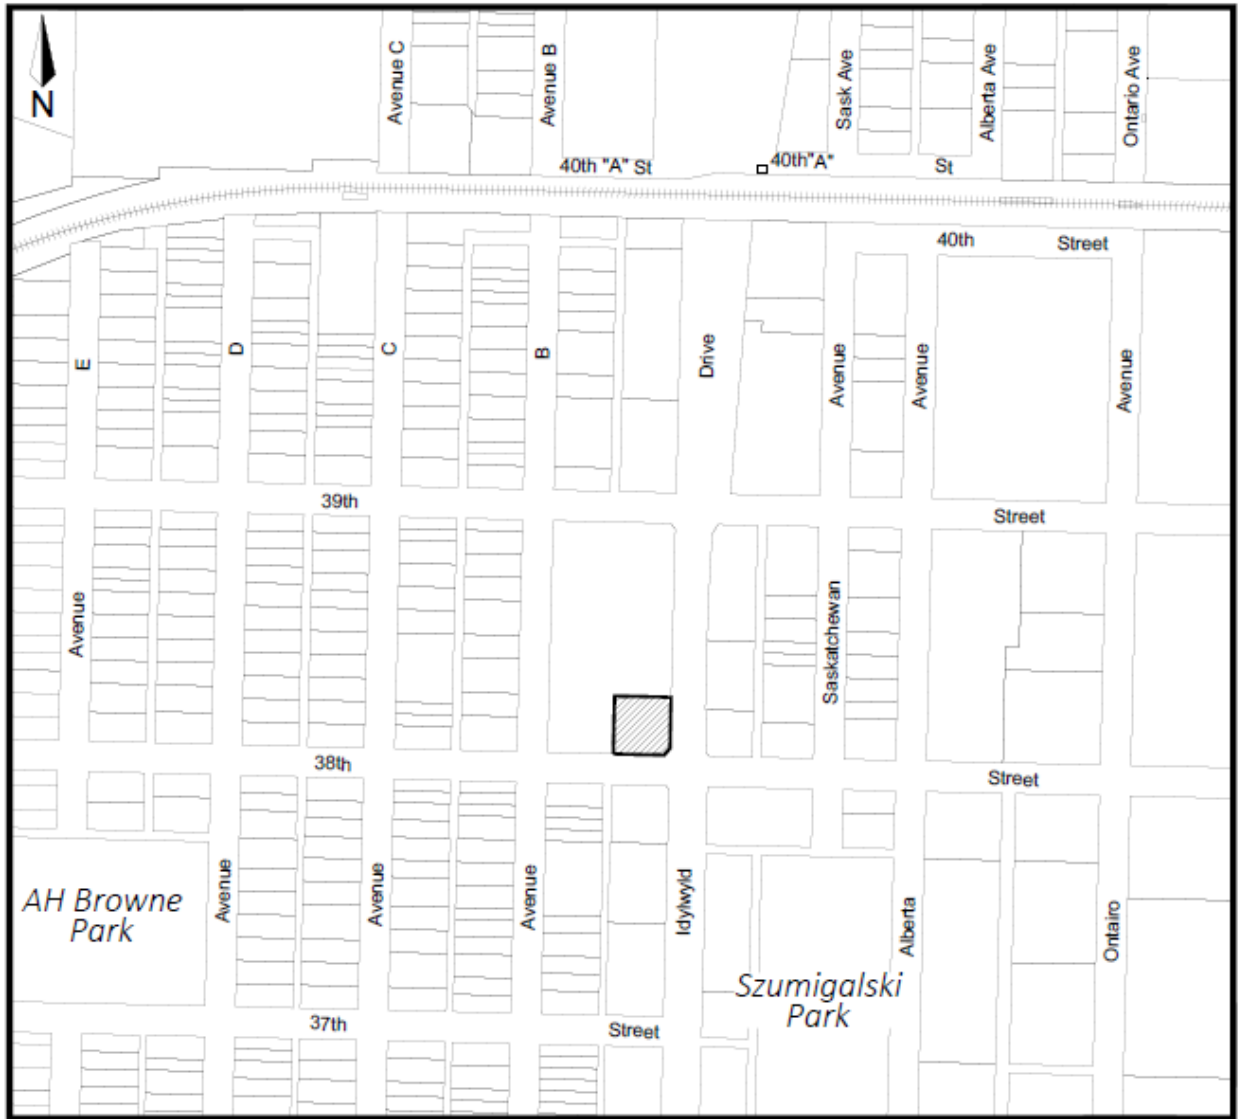 Avenue C
Avenue B
Sask Ave
Alberta Ave
Ontario Ave
N
40th "A" St
40th"A"
St
40th
Street
E
D
C
B
Drive
Avenue
Avenue
Avenue
39th
Street
Avenue
Saskatchewan
38th
Street
AH Browne
Park
Avenue
Avenue
Avenue
Idylwyld
Alberta
Ontairo
Szumigalski
Park
37th
Street